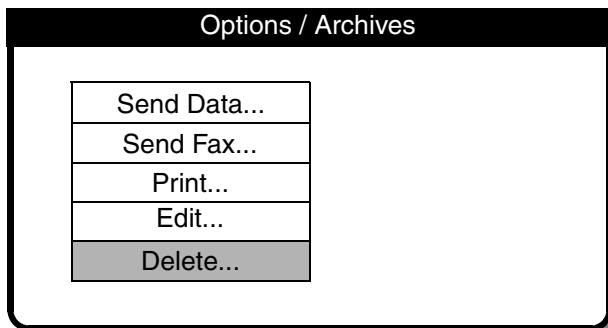 Options / Archives
Send Data...
Send Fax...
Print...
Edit...
Delete...